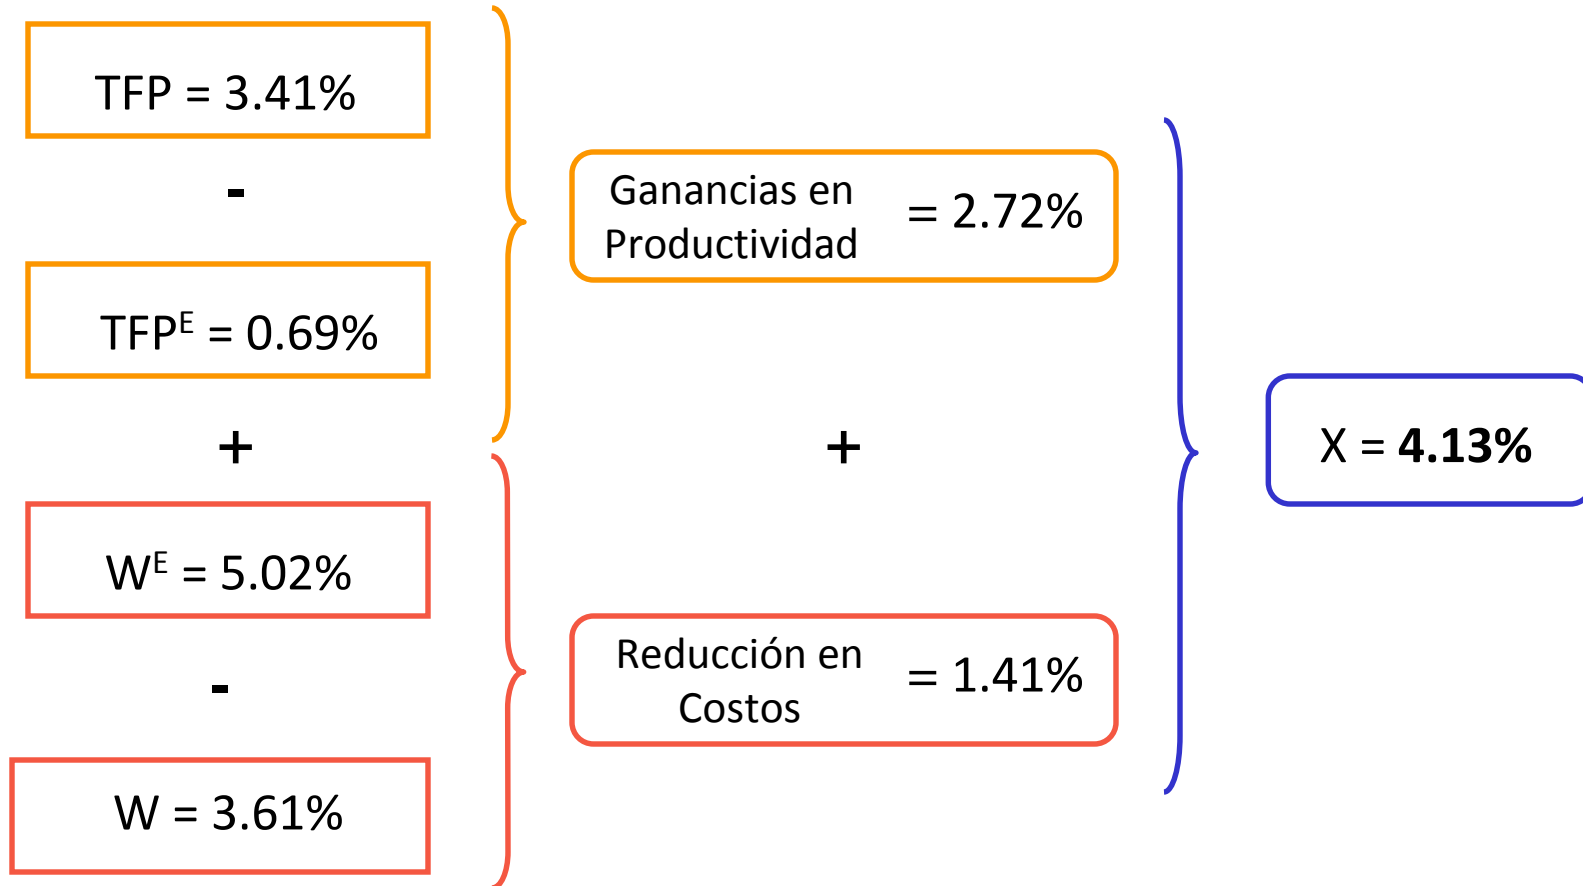 TFP = 3.41%
-
TFPᴱ = 0.69%
+
Wᴱ = 5.02%
-
W = 3.61%
Ganancias en
Productividad
= 2.72%
+
Reducción en
Costos
= 1.41%
X = 4.13%